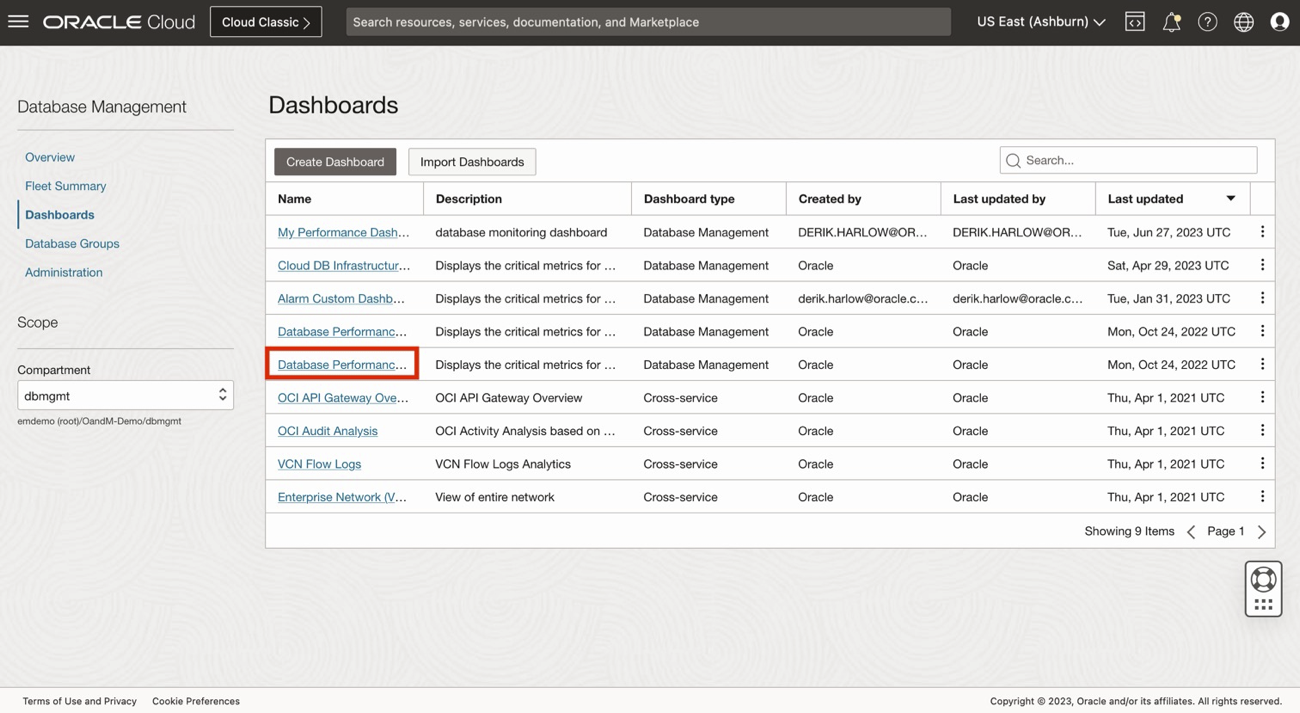 ORACLE Cloud
Cloud Classic
Search resources, services, documentation, and Marketplace
US East (Ashburn)
Database Management
Overview
Fleet Summary
Dashboards
Database Groups
Administration
Scope
Compartment
dbmgmt
emdemo (root)/OandM-Demo/dbmgmt
Dashboards
Create Dashboard Import Dashboards Search...
Name Description Dashboard type Created by Last updated by Last updated
My Performance Dash... database monitoring dashboard Database Management DERIK.HARLOW@OR... DERIK.HARLOW@OR... Tue, Jun 27, 2023 UTC
Cloud DB Infrastructur... Displays the critical metrics for ... Database Management Oracle Oracle Sat, Apr 29, 2023 UTC
Alarm Custom Dashb... Displays the critical metrics for ... Database Management derik.harlow@oracle.c... derik.harlow@oracle.c... Tue, Jan 31, 2023 UTC
Database Performanc... Displays the critical metrics for ... Database Management Oracle Oracle Mon, Oct 24, 2022 UTC
Database Performanc... Displays the critical metrics for ... Database Management Oracle Oracle Mon, Oct 24, 2022 UTC
OCI API Gateway Ove... OCI API Gateway Overview Cross-service Oracle Oracle Thu, Apr 1, 2021 UTC
OCI Audit Analysis OCI Activity Analysis based on ... Cross-service Oracle Oracle Thu, Apr 1, 2021 UTC
VCN Flow Logs VCN Flow Logs Analytics Cross-service Oracle Oracle Thu, Apr 1, 2021 UTC
Enterprise Network (V... View of entire network Cross-service Oracle Oracle Thu, Apr 1, 2021 UTC
Showing 9 Items Page 1
Terms of Use and Privacy Cookie Preferences Copyright © 2023, Oracle and/or its affiliates. All rights reserved.